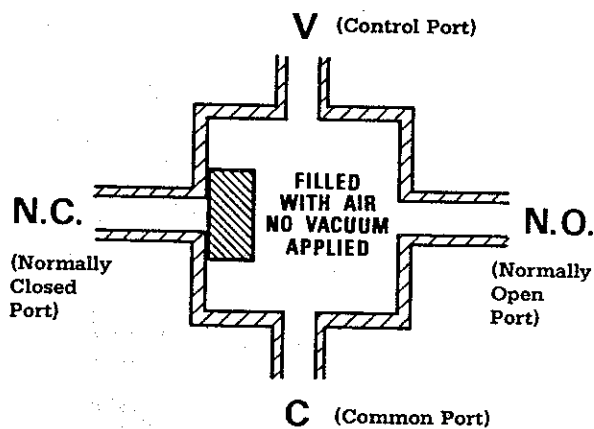 V (Control Port)
FILLED
WITH AIR
NO VACUUM
APPLIED
N.C.
(Normally
Closed
Port)
N.O.
(Normally
Open
Port)
C (Common Port)